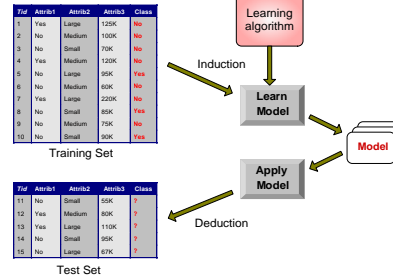 Tid Attrib1 Attrib2 Attrib3 Class
1 Yes Large 125K No
2 No Medium 100K No
3 No Small 70K No
4 Yes Medium 120K No
5 No Large 95K Yes
6 No Medium 60K No
7 Yes Large 220K No
8 No Small 85K Yes
9 No Medium 75K No
10 No Small 90K Yes
Training Set
Learning
algorithm
Induction
Learn
Model
Model
Apply
Model
Deduction
Tid Attrib1 Attrib2 Attrib3 Class
11 No Small 55K ?
12 Yes Medium 80K ?
13 Yes Large 110K ?
14 No Small 95K ?
15 No Large 67K ?
Test Set